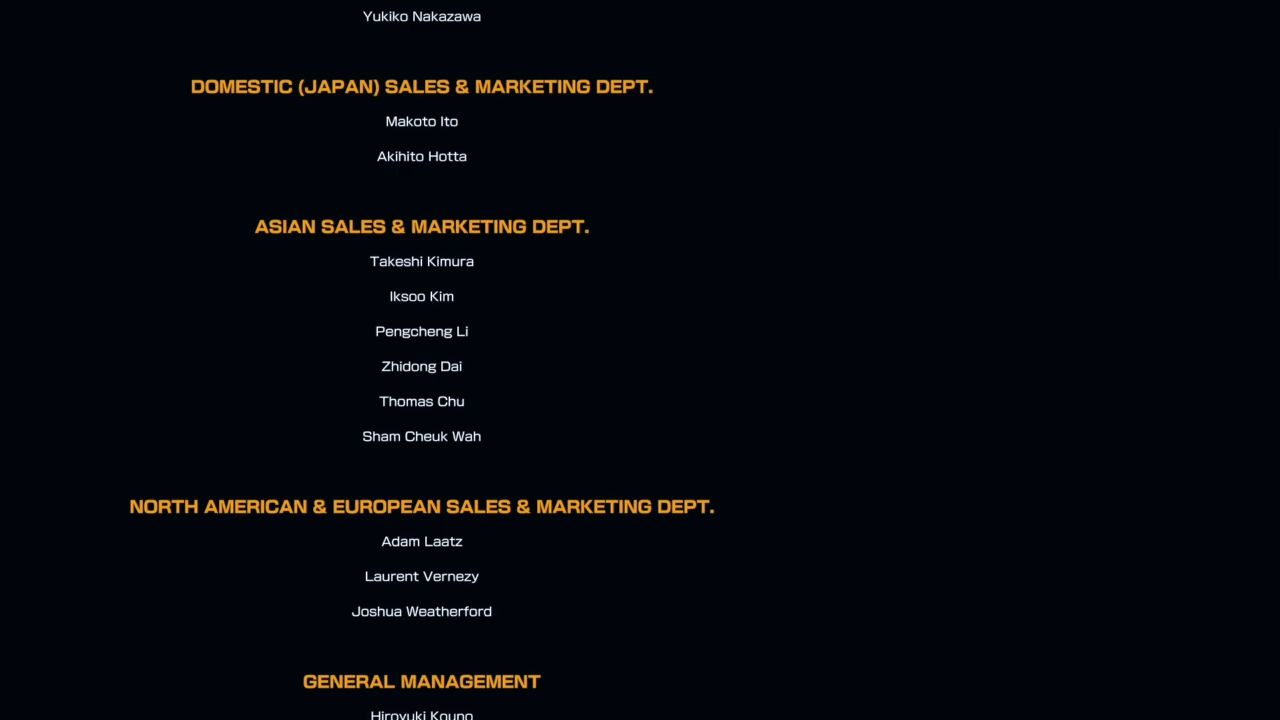 Yukiko Nakazawa
DOMESTIC (JAPAN) SALES & MARKETING DEPT.
Makoto Ito
Akihito Hotta
ASIAN SALES & MARKETING DEPT.
Takeshi Kimura
Iksoo Kim
Pengcheng Li
Zhidong Dai
Thomas Chu
Sham Cheuk Wah
NORTH AMERICAN & EUROPEAN SALES & MARKETING DEPT.
Adam Laatz
Laurent Vernezy
Joshua Weatherford
GENERAL MANAGEMENT
Hiroyuki Kouno